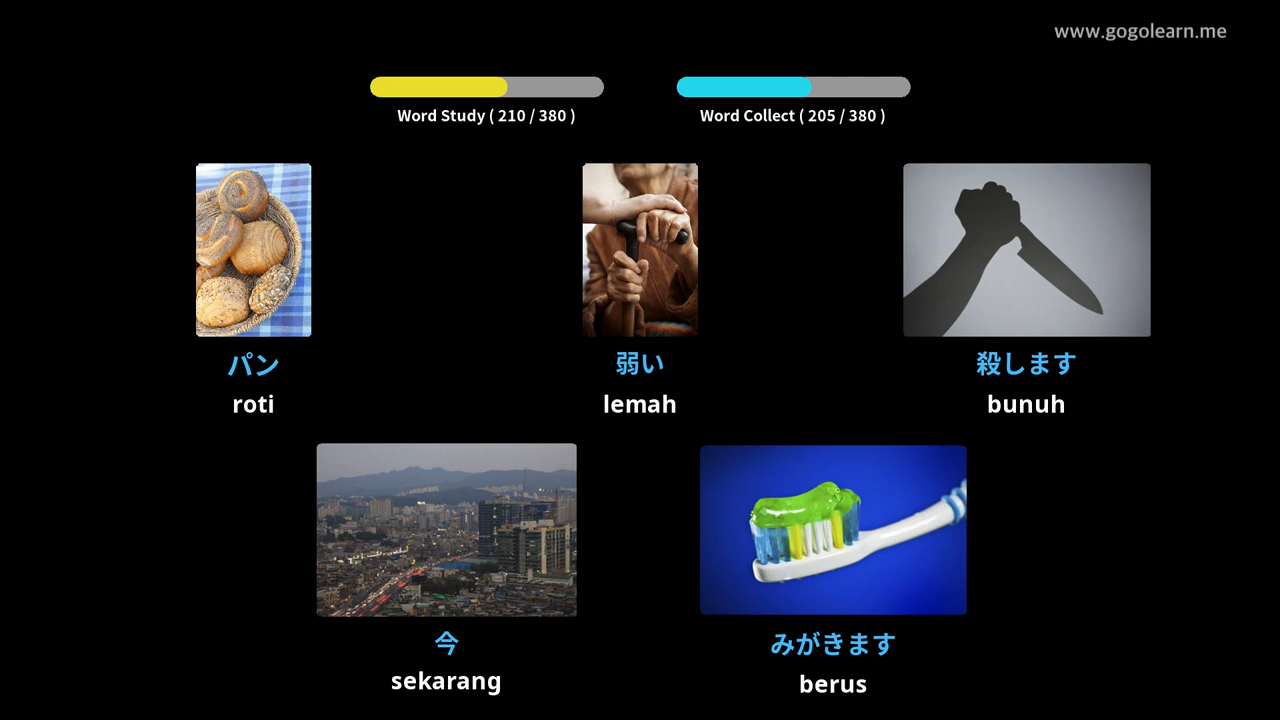 www.gogolearn.me
Word Study ( 210 / 380 )
Word Collect ( 205 / 380 )
パン
roti
弱い
lemah
殺します
bunuh
今
sekarang
みがきます
berus